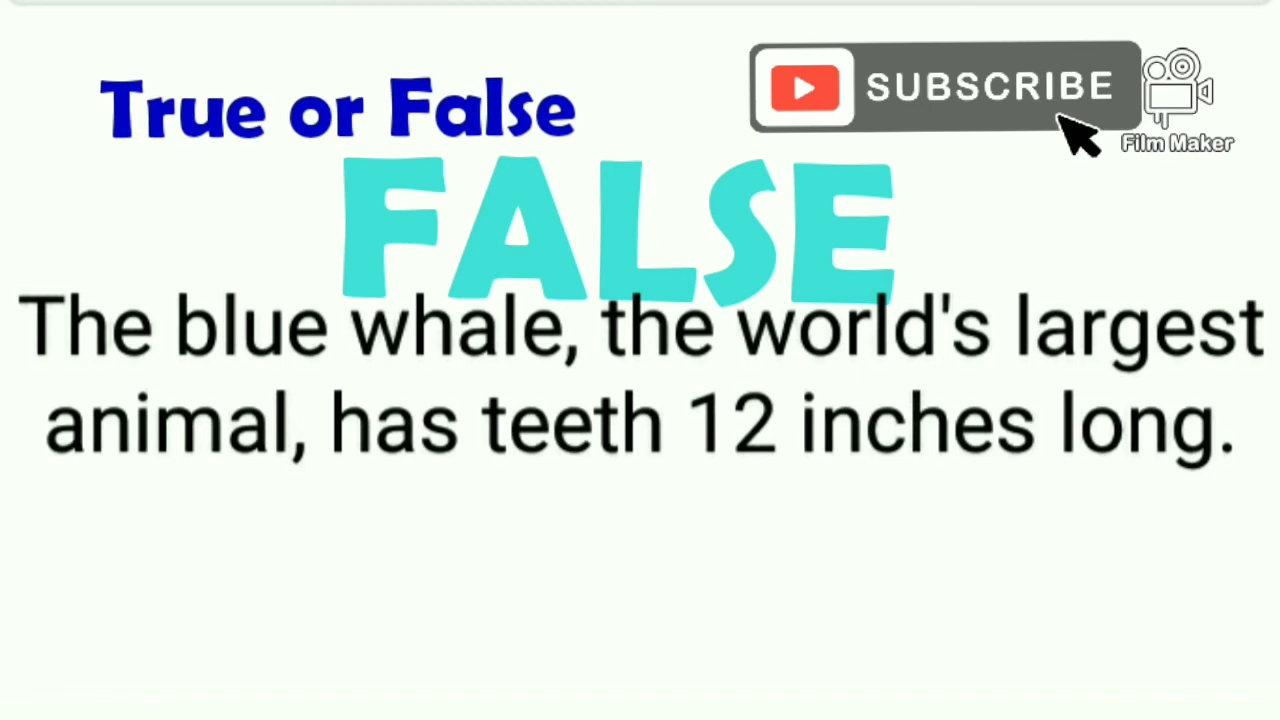 True or False
SUBSCRIBE
Film Maker
FALSE
The blue whale, the world's largest
animal, has teeth 12 inches long.